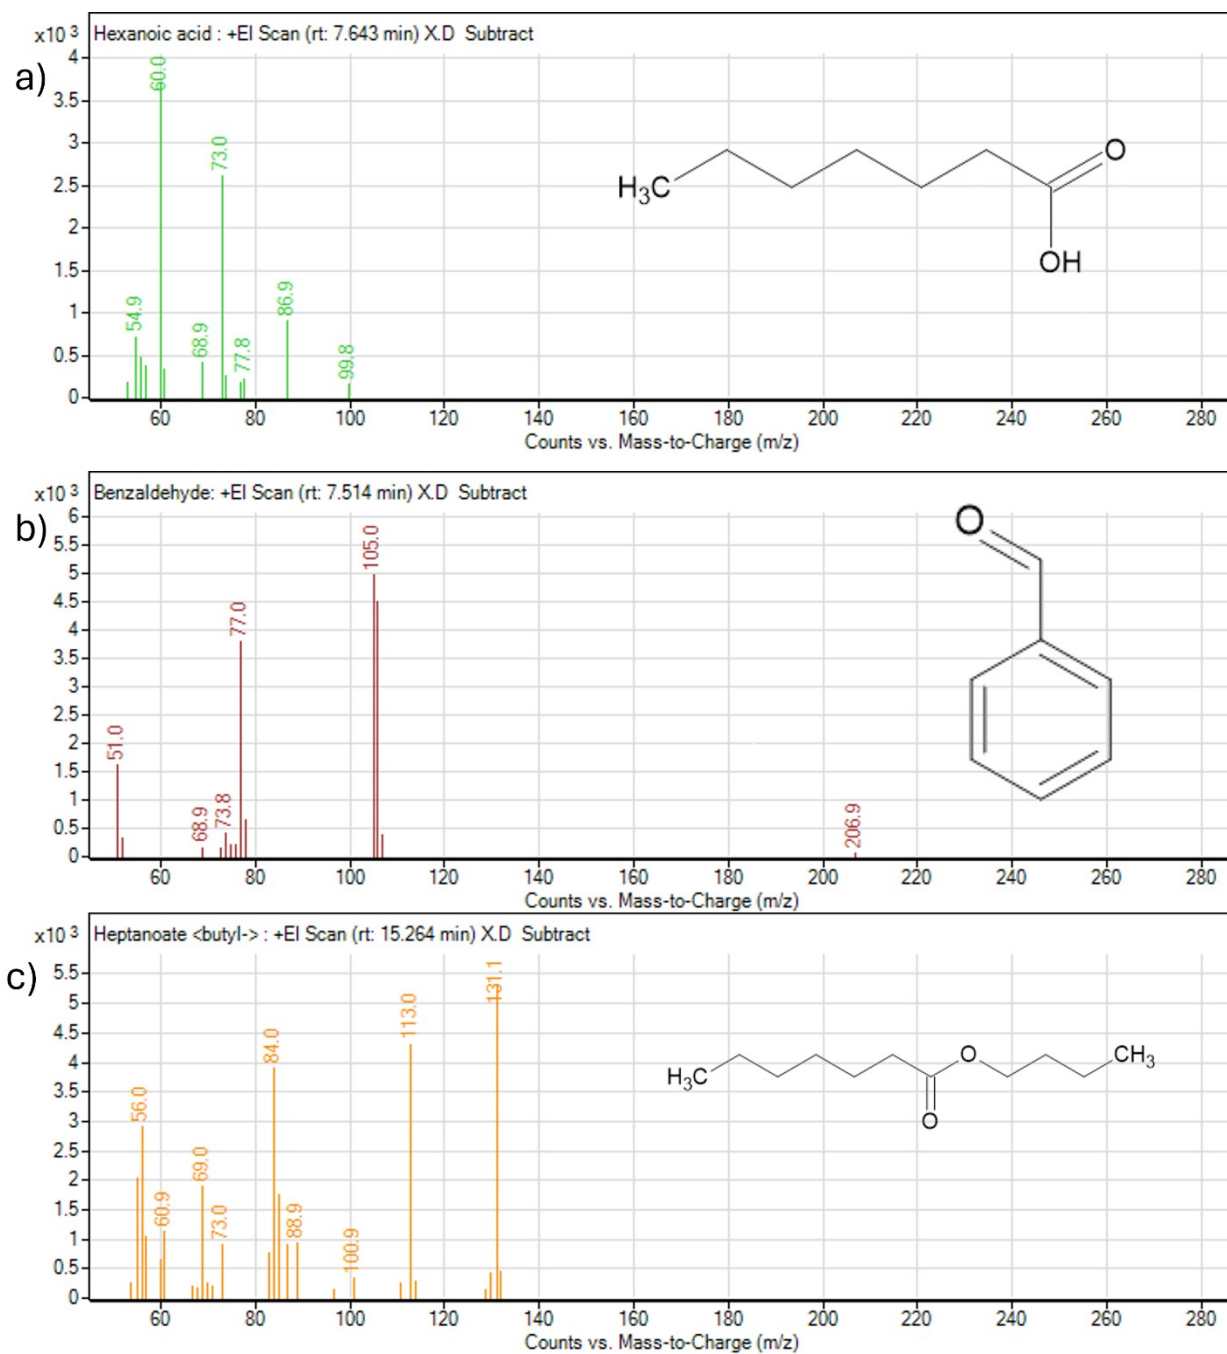 a)
x10 3
Hexanoic acid : +EI Scan (rt: 7.643 min) X.D  Subtract
4
3.5
3
2.5
2
1.5
1
0.5
0
54.9
60.0
68.9
73.0
77.8
86.9
99.8
H3C
O
OH
60 80 100 120 140 160 180 200 220 240 260 280
Counts vs. Mass-to-Charge (m/z)
b)
x10 3
Benzaldehyde: +EI Scan (rt: 7.514 min) X.D  Subtract
6
5.5
5
4.5
4
3.5
3
2.5
2
1.5
1
0.5
0
51.0
68.9
73.8
77.0
105.0
206.9
O
60 80 100 120 140 160 180 200 220 240 260 280
Counts vs. Mass-to-Charge (m/z)
c)
x10 3
Heptanoate <butyl-> : +EI Scan (rt: 15.264 min) X.D  Subtract
5.5
5
4.5
4
3.5
3
2.5
2
1.5
1
0.5
0
56.0
60.9
69.0
73.0
84.0
88.9
100.9
113.0
131.1
H3C
O
O
CH3
60 80 100 120 140 160 180 200 220 240 260 280
Counts vs. Mass-to-Charge (m/z)